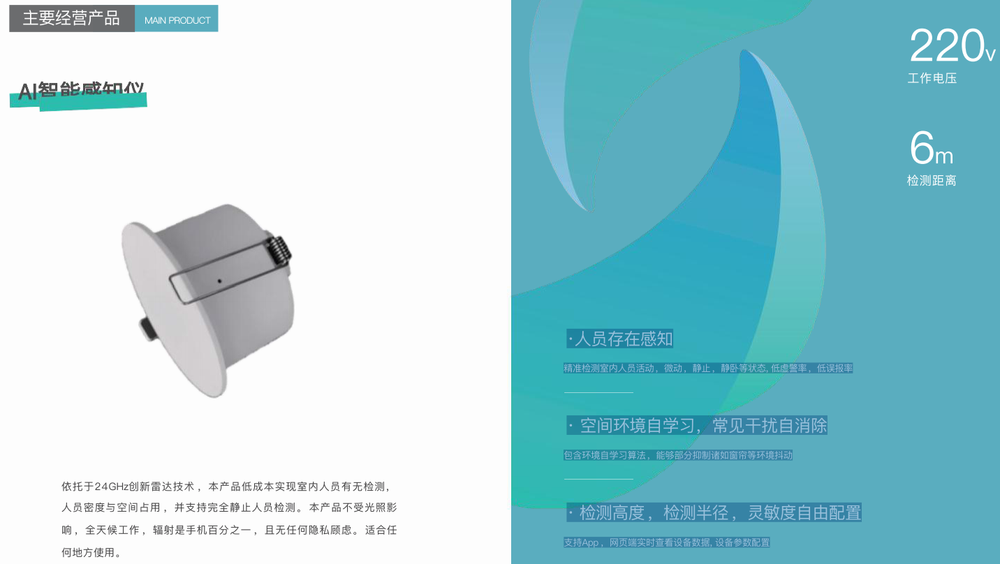 主要经营产品
MAIN PRODUCT
AI智能感知仪
依托于24GHz创新雷达技术，本产品低成本实现室内人员有无检测，
人员密度与空间占用，并支持完全静止人员检测。本产品不受光照影
响，全天候工作，辐射是手机百分之一，且无任何隐私顾虑。适合任
何地方使用。
220v
工作电压
6m
检测距离
·人员存在感知
精准检测室内人员活动，微动，静止，静卧等状态,低虚警率，低误报率
· 空间环境自学习，常见干扰自消除
包含环境自学习算法，能够部分抑制诸如窗帘等环境抖动
· 检测高度，检测半径，灵敏度自由配置
支持App，网页端实时查看设备数据,设备参数配置